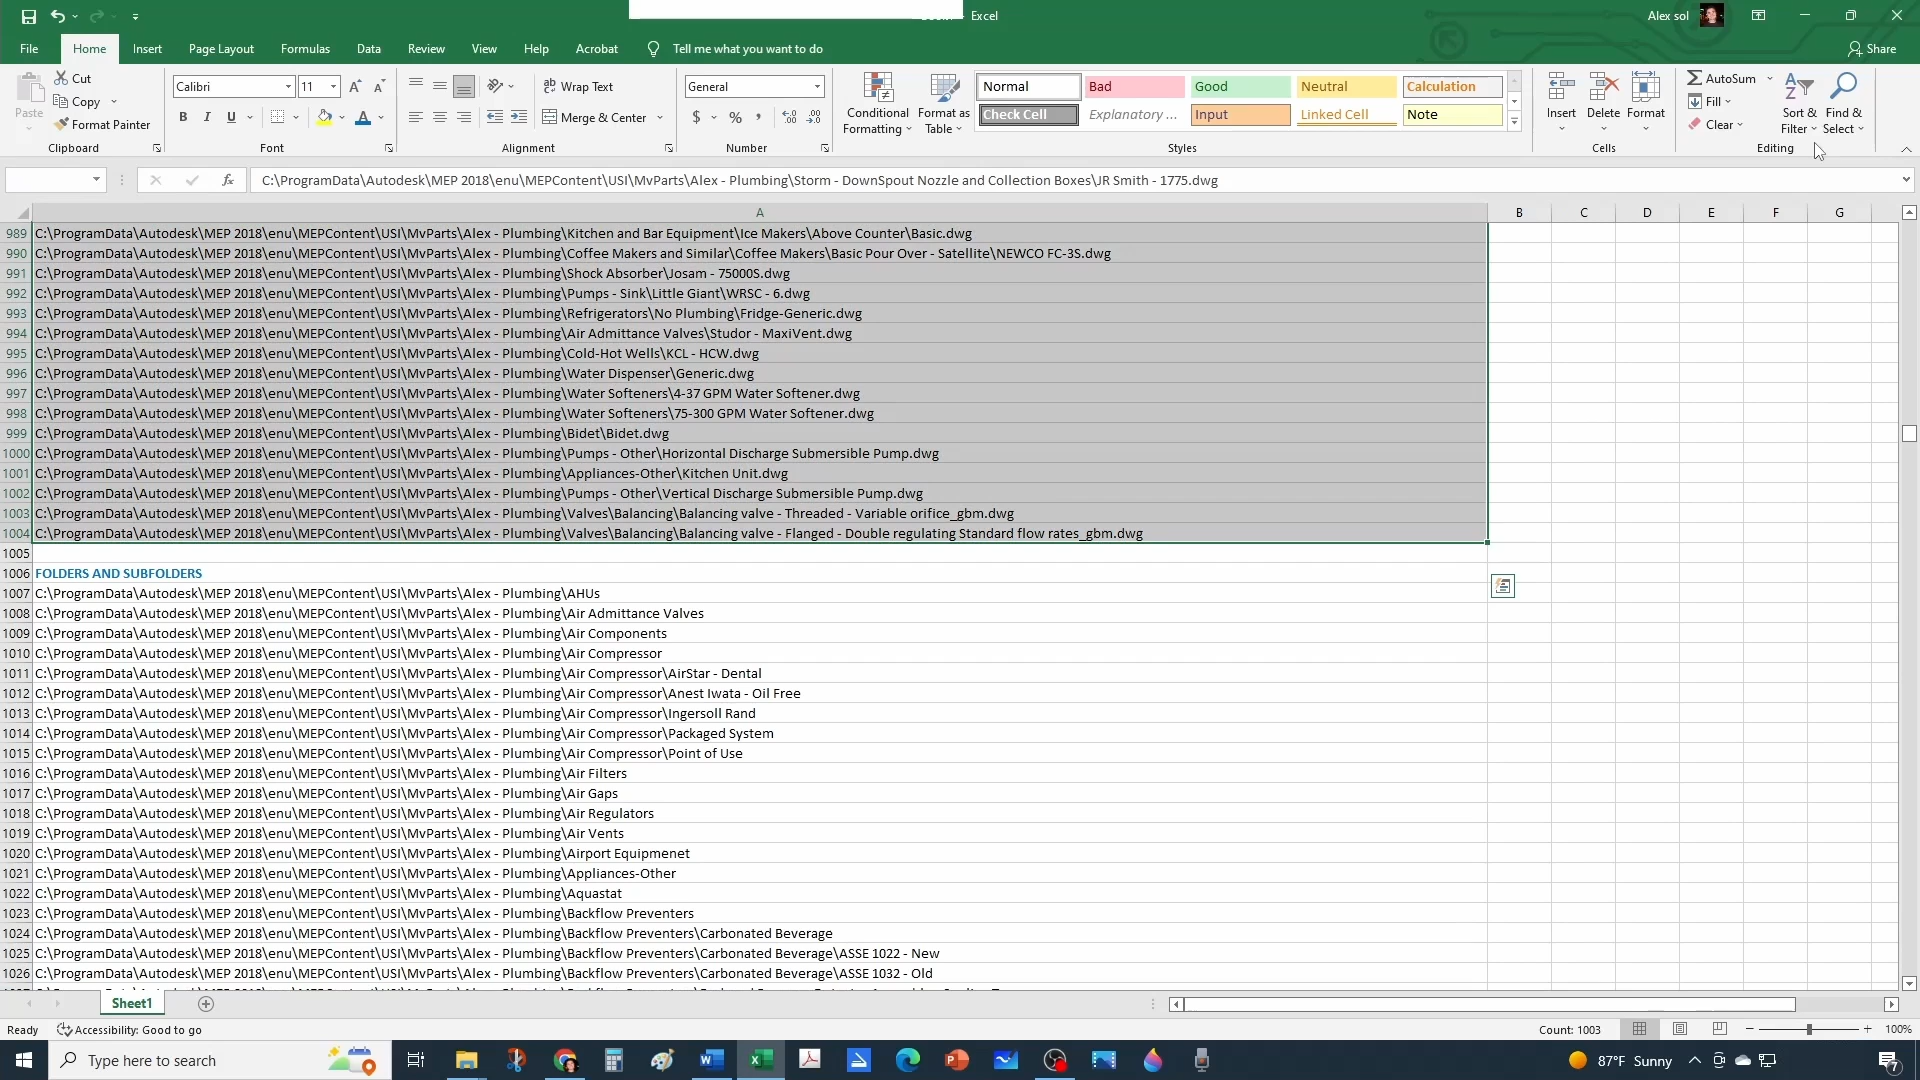 Excel
Alex sol
File Home Insert Page Layout Formulas Data Review View Help Acrobat Tell me what you want to do Share
Paste Cut Copy Format Painter Clipboard
Calibri 11 Font
Wrap Text Merge & Center Alignment
General Number
Conditional Formatting Format as Table
Normal Bad Good Neutral Calculation
Check Cell Explanatory ... Input Linked Cell Note
Styles
Insert Delete Format Cells
AutoSum Fill Clear Sort & Filter Find & Select Editing
C:\ProgramData\Autodesk\MEP 2018\enu\MEPContent\USI\MvParts\Alex - Plumbing\Storm - DownSpout Nozzle and Collection Boxes\JR Smith - 1775.dwg
A B C D E F G
989 C:\ProgramData\Autodesk\MEP 2018\enu\MEPContent\USI\MvParts\Alex - Plumbing\Kitchen and Bar Equipment\Ice Makers\Above Counter\Basic.dwg
990 C:\ProgramData\Autodesk\MEP 2018\enu\MEPContent\USI\MvParts\Alex - Plumbing\Coffee Makers and Similar\Coffee Makers\Basic Pour Over - Satellite\NEWCO FC-3S.dwg
991 C:\ProgramData\Autodesk\MEP 2018\enu\MEPContent\USI\MvParts\Alex - Plumbing\Shock Absorber\Josam - 75000S.dwg
992 C:\ProgramData\Autodesk\MEP 2018\enu\MEPContent\USI\MvParts\Alex - Plumbing\Pumps - Sink\Little Giant\WRSC - 6.dwg
993 C:\ProgramData\Autodesk\MEP 2018\enu\MEPContent\USI\MvParts\Alex - Plumbing\Refrigerators\No Plumbing\Fridge-Generic.dwg
994 C:\ProgramData\Autodesk\MEP 2018\enu\MEPContent\USI\MvParts\Alex - Plumbing\Air Admittance Valves\Studor - MaxiVent.dwg
995 C:\ProgramData\Autodesk\MEP 2018\enu\MEPContent\USI\MvParts\Alex - Plumbing\Cold-Hot Wells\KCL - HCW.dwg
996 C:\ProgramData\Autodesk\MEP 2018\enu\MEPContent\USI\MvParts\Alex - Plumbing\Water Dispenser\Generic.dwg
997 C:\ProgramData\Autodesk\MEP 2018\enu\MEPContent\USI\MvParts\Alex - Plumbing\Water Softeners\4-37 GPM Water Softener.dwg
998 C:\ProgramData\Autodesk\MEP 2018\enu\MEPContent\USI\MvParts\Alex - Plumbing\Water Softeners\75-300 GPM Water Softener.dwg
999 C:\ProgramData\Autodesk\MEP 2018\enu\MEPContent\USI\MvParts\Alex - Plumbing\Bidet\Bidet.dwg
1000 C:\ProgramData\Autodesk\MEP 2018\enu\MEPContent\USI\MvParts\Alex - Plumbing\Pumps - Other\Horizontal Discharge Submersible Pump.dwg
1001 C:\ProgramData\Autodesk\MEP 2018\enu\MEPContent\USI\MvParts\Alex - Plumbing\Appliances-Other\Kitchen Unit.dwg
1002 C:\ProgramData\Autodesk\MEP 2018\enu\MEPContent\USI\MvParts\Alex - Plumbing\Pumps - Other\Vertical Discharge Submersible Pump.dwg
1003 C:\ProgramData\Autodesk\MEP 2018\enu\MEPContent\USI\MvParts\Alex - Plumbing\Valves\Balancing\Balancing valve - Threaded - Variable orifice_gbm.dwg
1004 C:\ProgramData\Autodesk\MEP 2018\enu\MEPContent\USI\MvParts\Alex - Plumbing\Valves\Balancing\Balancing valve - Flanged - Double regulating Standard flow rates_gbm.dwg
1005
1006 FOLDERS AND SUBFOLDERS
1007 C:\ProgramData\Autodesk\MEP 2018\enu\MEPContent\USI\MvParts\Alex - Plumbing\AHUs
1008 C:\ProgramData\Autodesk\MEP 2018\enu\MEPContent\USI\MvParts\Alex - Plumbing\Air Admittance Valves
1009 C:\ProgramData\Autodesk\MEP 2018\enu\MEPContent\USI\MvParts\Alex - Plumbing\Air Components
1010 C:\ProgramData\Autodesk\MEP 2018\enu\MEPContent\USI\MvParts\Alex - Plumbing\Air Compressor
1011 C:\ProgramData\Autodesk\MEP 2018\enu\MEPContent\USI\MvParts\Alex - Plumbing\Air Compressor\AirStar - Dental
1012 C:\ProgramData\Autodesk\MEP 2018\enu\MEPContent\USI\MvParts\Alex - Plumbing\Air Compressor\Anest Iwata - Oil Free
1013 C:\ProgramData\Autodesk\MEP 2018\enu\MEPContent\USI\MvParts\Alex - Plumbing\Air Compressor\Ingersoll Rand
1014 C:\ProgramData\Autodesk\MEP 2018\enu\MEPContent\USI\MvParts\Alex - Plumbing\Air Compressor\Packaged System
1015 C:\ProgramData\Autodesk\MEP 2018\enu\MEPContent\USI\MvParts\Alex - Plumbing\Air Compressor\Point of Use
1016 C:\ProgramData\Autodesk\MEP 2018\enu\MEPContent\USI\MvParts\Alex - Plumbing\Air Filters
1017 C:\ProgramData\Autodesk\MEP 2018\enu\MEPContent\USI\MvParts\Alex - Plumbing\Air Gaps
1018 C:\ProgramData\Autodesk\MEP 2018\enu\MEPContent\USI\MvParts\Alex - Plumbing\Air Regulators
1019 C:\ProgramData\Autodesk\MEP 2018\enu\MEPContent\USI\MvParts\Alex - Plumbing\Air Vents
1020 C:\ProgramData\Autodesk\MEP 2018\enu\MEPContent\USI\MvParts\Alex - Plumbing\Airport Equipmenet
1021 C:\ProgramData\Autodesk\MEP 2018\enu\MEPContent\USI\MvParts\Alex - Plumbing\Appliances-Other
1022 C:\ProgramData\Autodesk\MEP 2018\enu\MEPContent\USI\MvParts\Alex - Plumbing\Aquastat
1023 C:\ProgramData\Autodesk\MEP 2018\enu\MEPContent\USI\MvParts\Alex - Plumbing\Backflow Preventers
1024 C:\ProgramData\Autodesk\MEP 2018\enu\MEPContent\USI\MvParts\Alex - Plumbing\Backflow Preventers\Carbonated Beverage
1025 C:\ProgramData\Autodesk\MEP 2018\enu\MEPContent\USI\MvParts\Alex - Plumbing\Backflow Preventers\Carbonated Beverage\ASSE 1022 - New
1026 C:\ProgramData\Autodesk\MEP 2018\enu\MEPContent\USI\MvParts\Alex - Plumbing\Backflow Preventers\Carbonated Beverage\ASSE 1032 - Old
Sheet1
Ready Accessibility: Good to go Count: 1003 100%
Type here to search 87°F Sunny 7